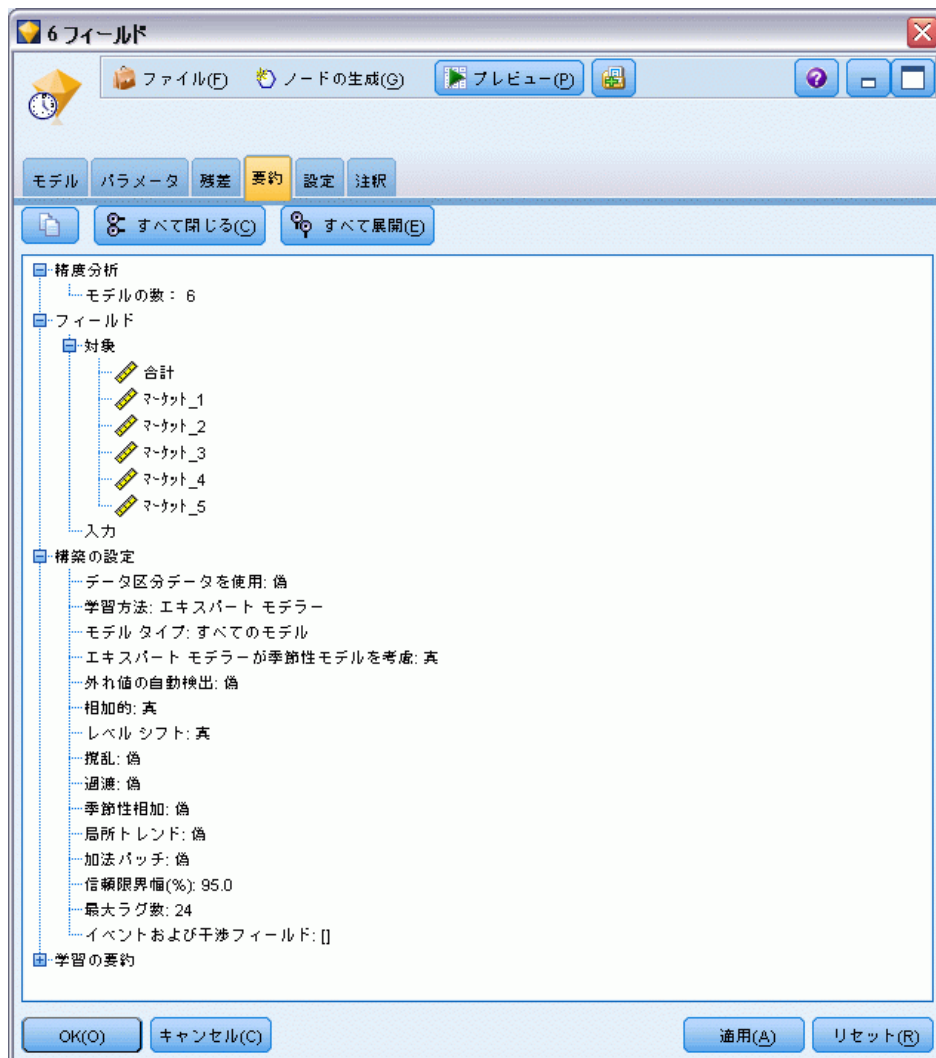 6 フィールド
ファイル(F) ノードの生成(G) プレビュー(P)
モデル パラメータ 残差 要約 設定 注釈
すべて閉じる(C) すべて展開(E)
精度分析
モデルの数： 6
フィールド
対象
合計
ﾏｰｹｯﾄ_1
ﾏｰｹｯﾄ_2
ﾏｰｹｯﾄ_3
ﾏｰｹｯﾄ_4
ﾏｰｹｯﾄ_5
入力
構築の設定
データ区分データを使用: 偽
学習方法: エキスパート モデラー
モデル タイプ: すべてのモデル
エキスパート モデラーが季節性モデルを考慮: 真
外れ値の自動検出: 偽
相加的: 真
レベル シフト: 真
撹乱: 偽
過渡: 偽
季節性相加: 偽
局所トレンド: 偽
加法パッチ: 偽
信頼限界幅(%): 95.0
最大ラグ数: 24
イベントおよび干渉フィールド: []
学習の要約
OK(O) キャンセル(C) 適用(A) リセット(R)